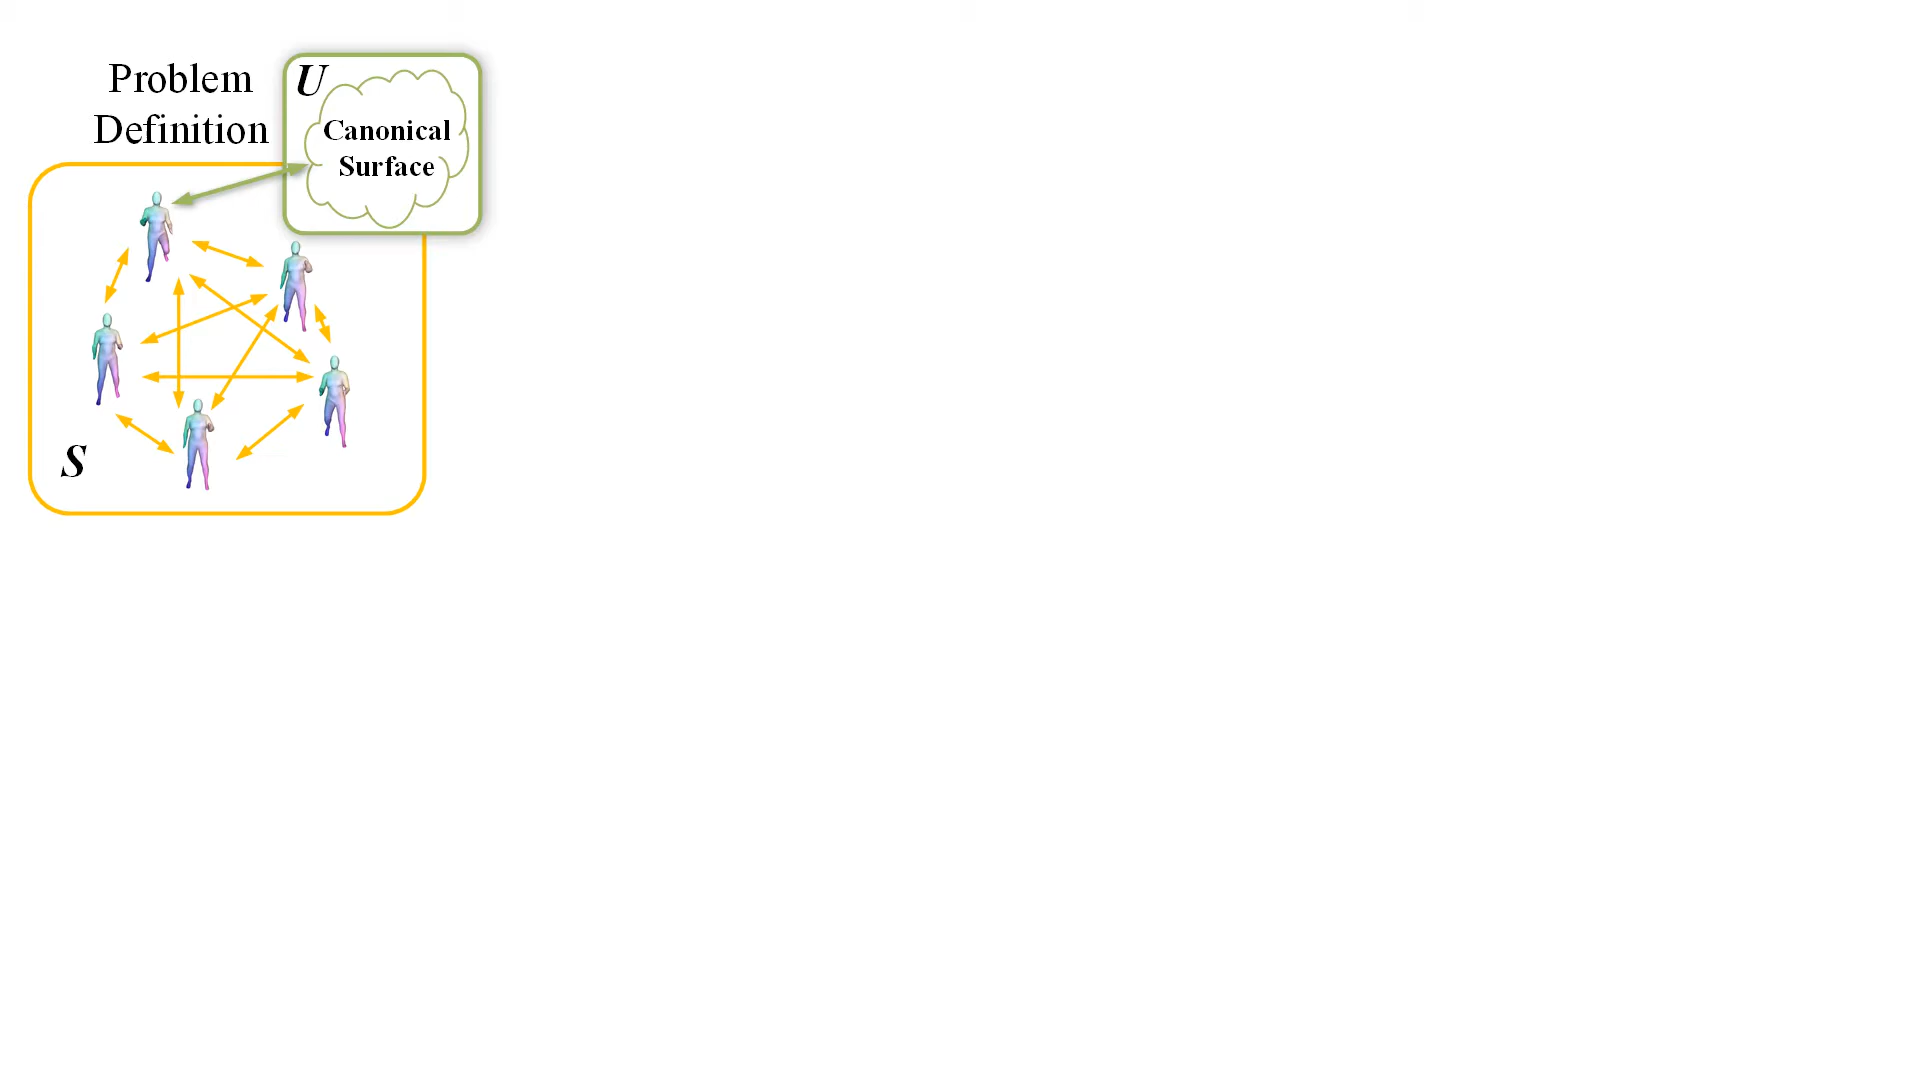 Problem
Definition
U
Canonical
Surface
S